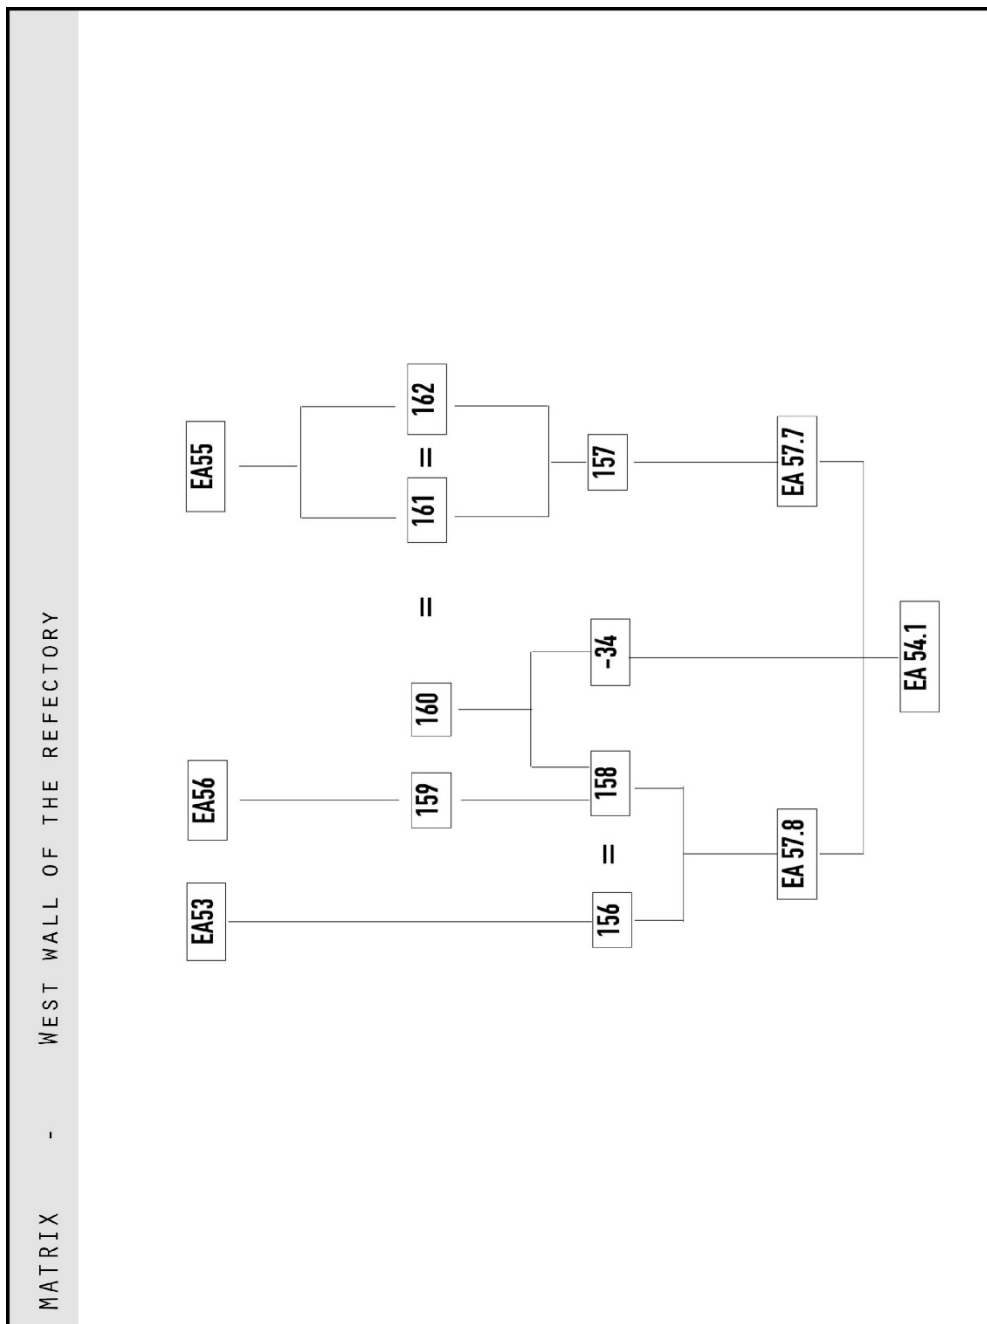 MATRIX - WEST WALL OF THE REFECTORY
EA53 EA56 EA55
159 160 = 161 = 162
156 = 158 -34 157
EA 57.8 EA 57.7
EA 54.1